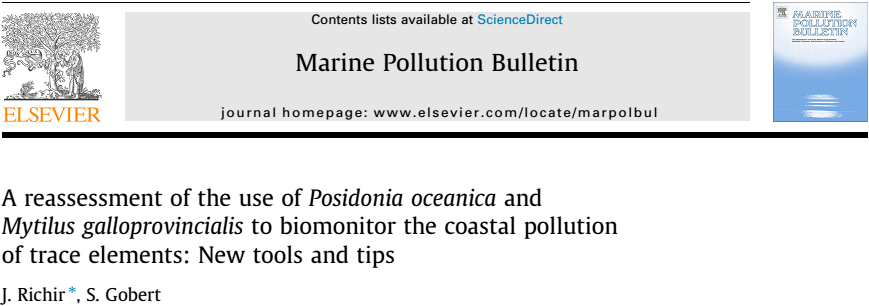 Contents lists available at ScienceDirect
Marine Pollution Bulletin
journal homepage: www.elsevier.com/locate/marpolbul
ELSEVIER
MARINE
POLLUTION
BULLETIN
A reassessment of the use of Posidonia oceanica and
Mytilus galloprovincialis to biomonitor the coastal pollution
of trace elements: New tools and tips
J. Richir *, S. Gobert